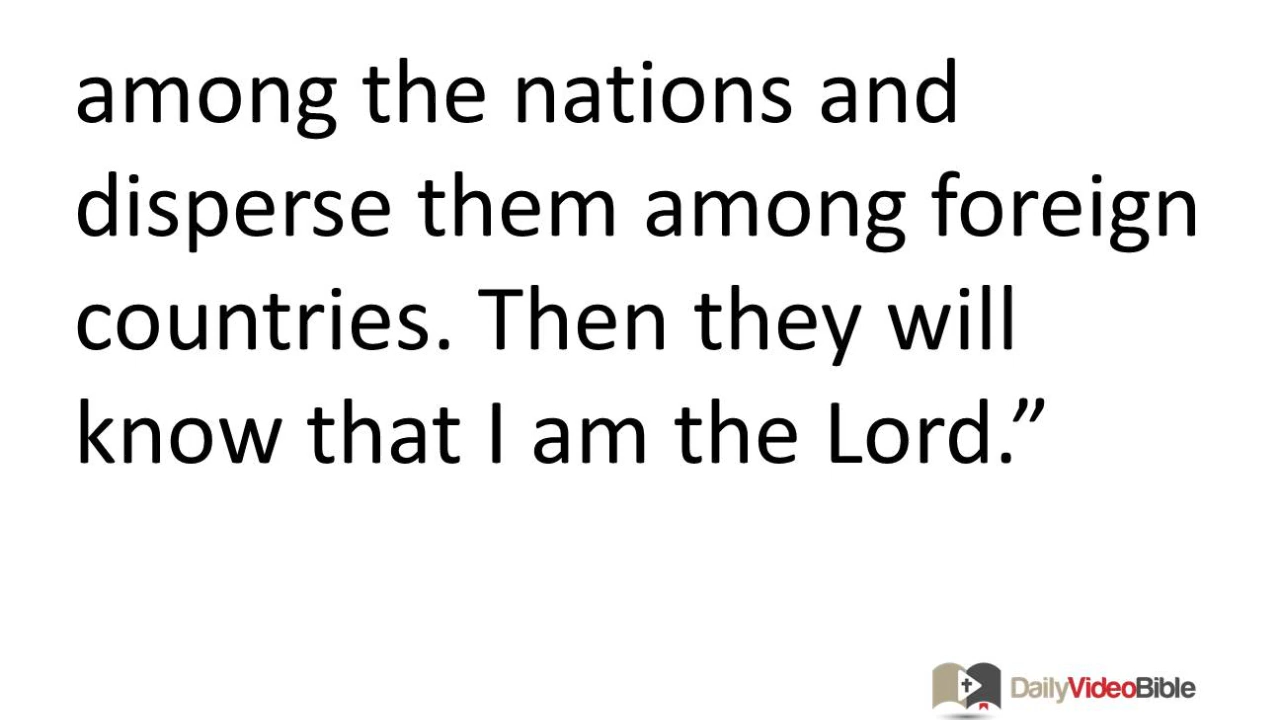 among the nations and
disperse them among foreign
countries. Then they will
know that I am the Lord.”
DailyVideoBible